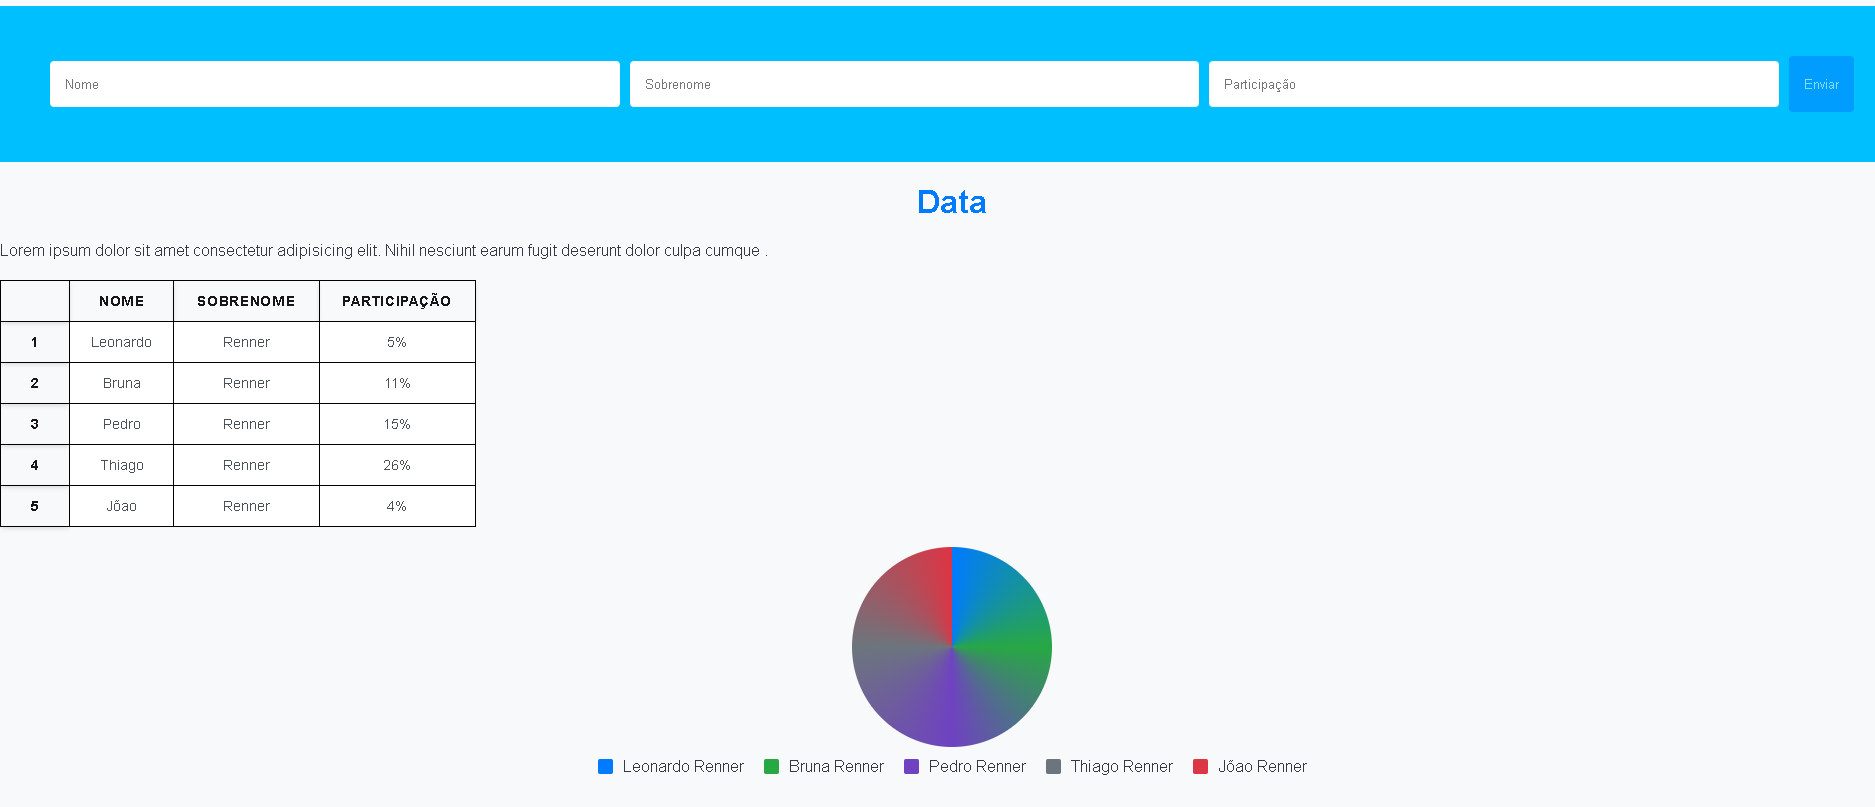 Nome Sobrenome Participação Enviar
Data
Lorem ipsum dolor sit amet consectetur adipisicing elit. Nihil nesciunt earum fugit deserunt dolor culpa cumque .
NOME SOBRENOME PARTICIPAÇÃO
1 Leonardo Renner 5%
2 Bruna Renner 11%
3 Pedro Renner 15%
4 Thiago Renner 26%
5 Jõao Renner 4%
Leonardo Renner Bruna Renner Pedro Renner Thiago Renner Jõao Renner